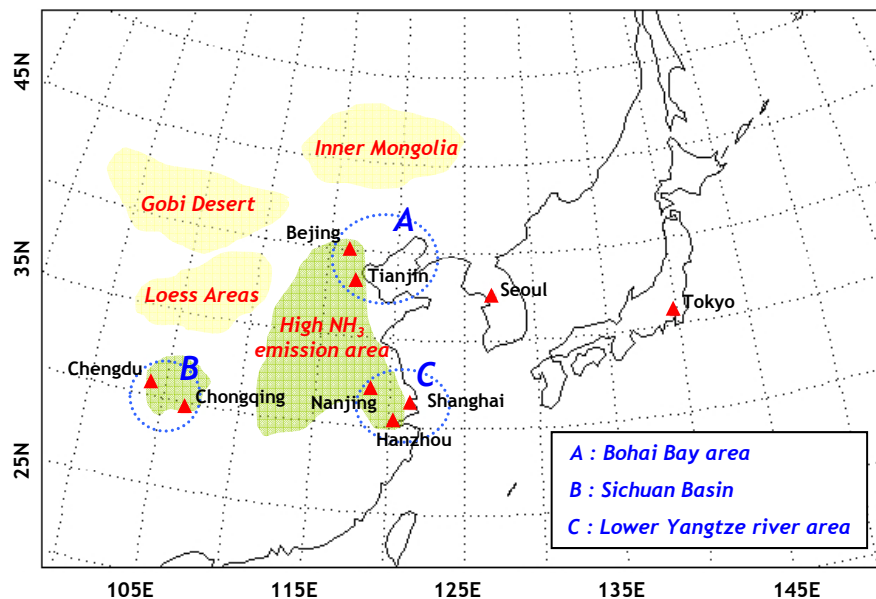 45N
35N
25N
Inner Mongolia
Gobi Desert
A
Bejing
Tianjin
Loess Areas
Seoul
Tokyo
High NH₃
emission area
Chengdu
B
Chongqing
C
Nanjing
Shanghai
Hanzhou
A : Bohai Bay area
B : Sichuan Basin
C : Lower Yangtze river area
105E
115E
125E
135E
145E